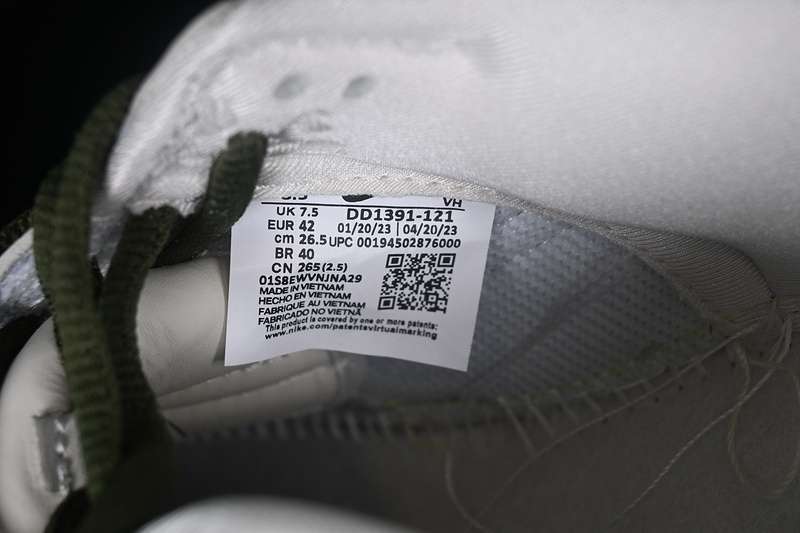 VH
UK 7.5 DD1391-121
EUR 42 01/20/23 | 04/20/23
cm 26.5 UPC 00194502876000
BR 40
CN 265(2.5)
01SBEWVNJNA29
MADE IN VIETNAM
HECHO EN VIETNAM
FABRIQUE AU VIETNAM
FABRICADO NO VIETNÃ
This product is covered by one or more patents:
www.nike.com/patentsvirtualmarking